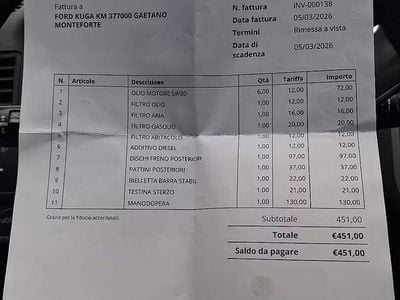 Fattura a
FORD KUGA KM 377000 GAETANO
MONTEFORTE
N. fattura INV-000138
Data fattura 05/03/2026
Termini Rimessa a vista
Data di
scadenza 05/03/2026
N. Articolo Descrizione Qtà Tariffa Importo
1 OLIO MOTORE 5W30 6,00 12,00 72,00
2 FILTRO OLIO 1,00 12,00 12,00
3 FILTRO ARIA 1,00 16,00 16,00
4 FILTRO GASOLIO 1,00 20,00 20,00
5 FILTRO ABITACOLO 1,00 12,00 12,00
6 ADDITIVO DIESEL 1,00 12,00 12,00
7 DISCHI FRENO POSTERIORI 1,00 97,00 97,00
8 PATTINI POSTERIORI 1,00 37,00 37,00
9 BIELLETTA BARRA STABIL 1,00 22,00 22,00
10 TESTINA STERZO 1,00 21,00 21,00
11 MANODOPERA 1,00 130,00 130,00
Grazie per la fiducia accordataci.
Subtotale 451,00
Totale €451,00
Saldo da pagare €451,00